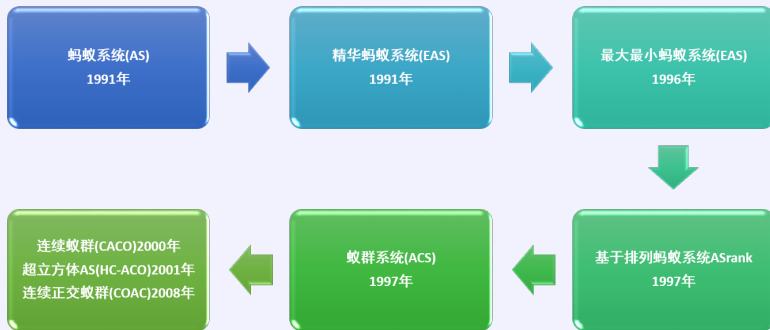 蚂蚁系统(AS)
1991年
精华蚂蚁系统(EAS)
1991年
最大最小蚂蚁系统(EAS)
1996年
基于排列蚂蚁系统ASrank
1997年
蚁群系统(ACS)
1997年
连续蚁群(CACO)2000年
超立方体AS(HC-ACO)2001年
连续正交蚁群(COAC)2008年